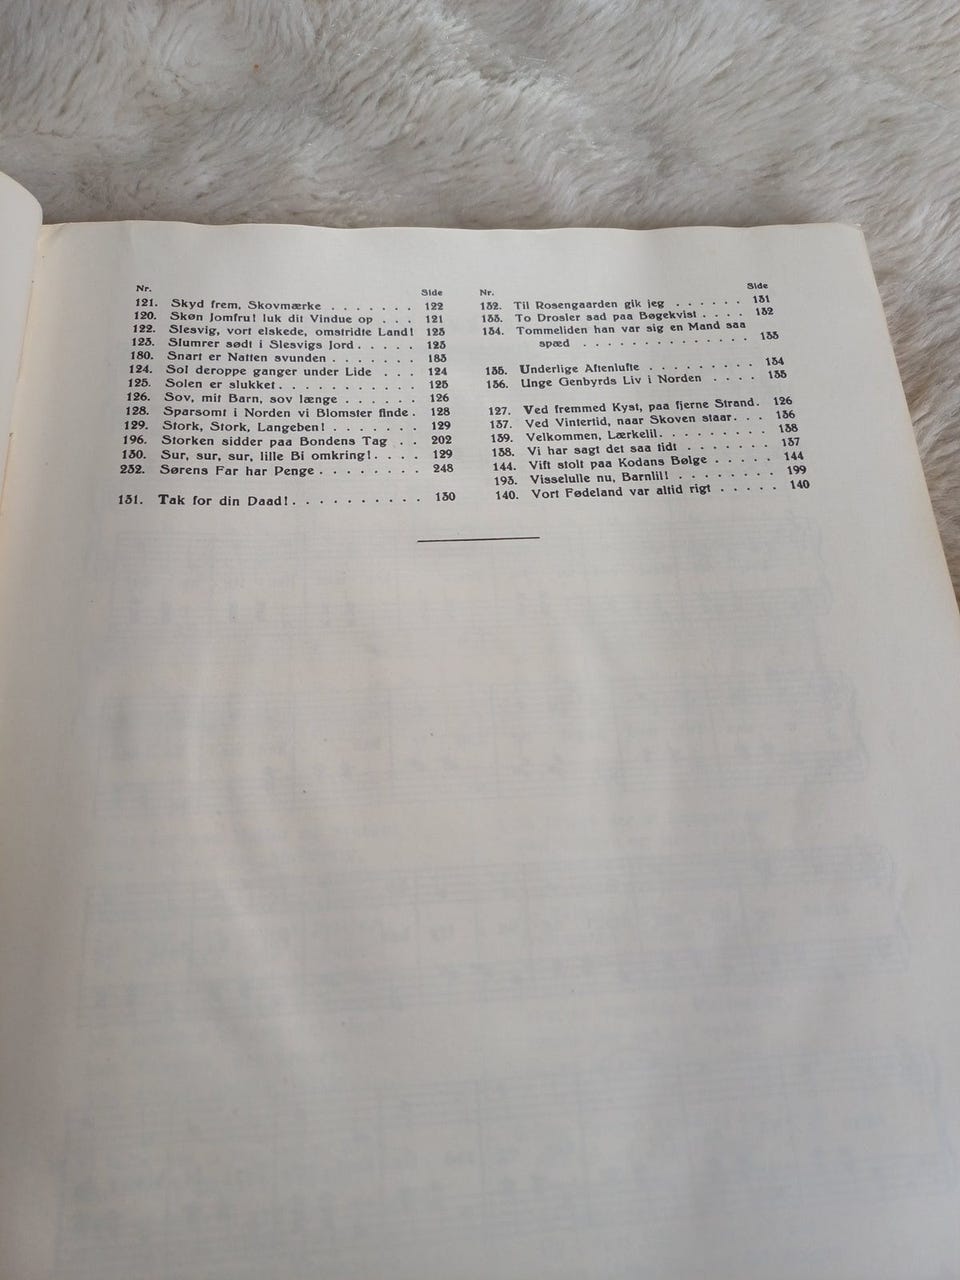 Nr. Side
121. Skyd frem, Skovmærke . . . . . . . 122
120. Skøn Jomfru! luk dit Vindue op . . . 121
122. Slesvig, vort elskede, omstridte Land! 123
123. Slumrer sødt i Slesvigs Jord . . . . . 123
180. Snart er Natten svunden . . . . . . . 183
124. Sol deroppe ganger under Lide . . . 124
125. Solen er slukket . . . . . . . . . . . 125
126. Sov, mit Barn, sov længe . . . . . . 126
128. Sparsomt i Norden vi Blomster finde . 128
129. Stork, Stork, Langeben! . . . . . . . 129
196. Storken sidder paa Bondens Tag . . 202
130. Sur, sur, sur, lille Bi omkring! . . . . 129
232. Sørens Far har Penge . . . . . . . . 248
131. Tak for din Daad! . . . . . . . . . . 130
Nr. Side
132. Til Rosengaarden gik jeg . . . . . . 131
133. To Drosler sad paa Bøgekvist . . . . 132
134. Tommeliden han var sig en Mand saa
spæd . . . . . . . . . . . . . . 133
135. Underlige Aftenlufte . . . . . . . . . 134
136. Unge Genbyrds Liv i Norden . . . . 135
127. Ved fremmed Kyst, paa fjerne Strand . 126
137. Ved Vintertid, naar Skoven staar . . . 136
139. Velkommen, Lærkelil . . . . . . . . 138
138. Vi har sagt det saa tidt . . . . . . . 137
144. Vift stolt paa Kodans Bølge . . . . . 144
193. Visselulle nu, Barnlil! . . . . . . . . 199
140. Vort Fødeland var altid rigt . . . . . 140